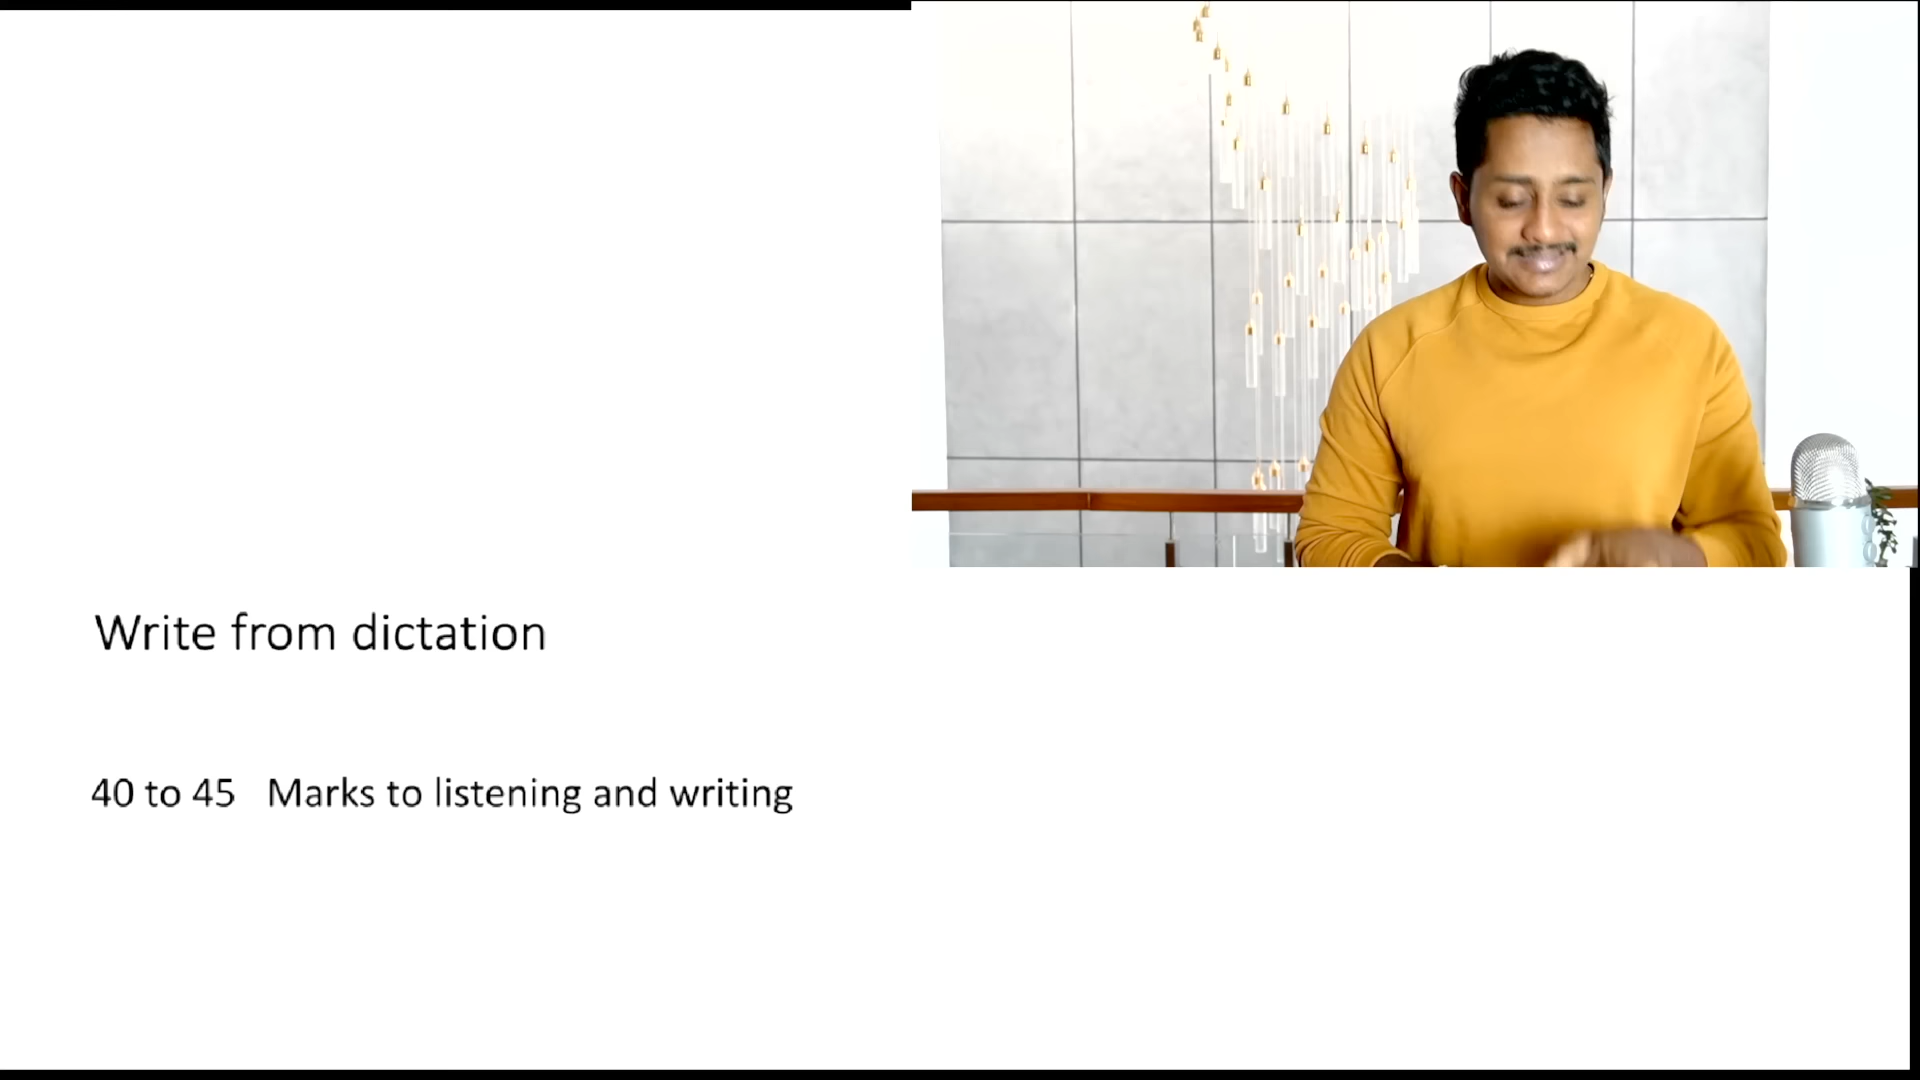 Write from dictation
40 to 45 Marks to listening and writing